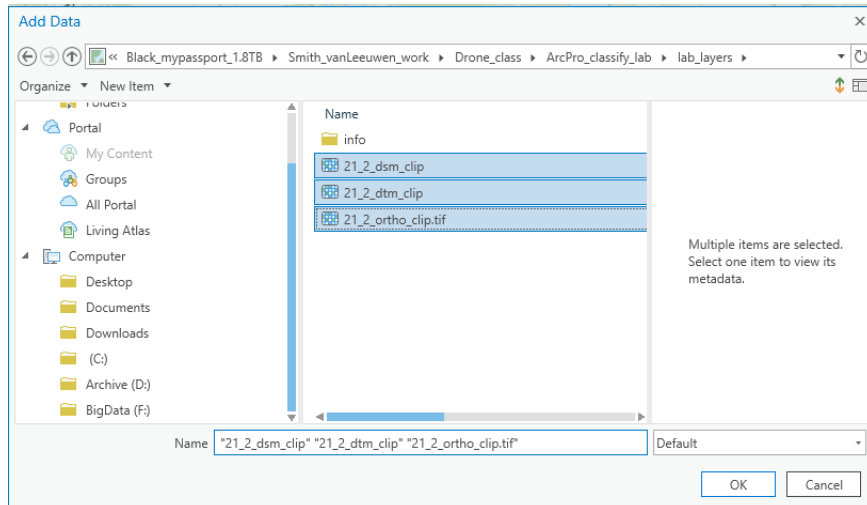 Add Data
« Black_mypassport_1.8TB Smith_vanLeeuwen_work Drone_class ArcPro_classify_lab lab_layers
Organize New Item
Folders
Portal
My Content
Groups
All Portal
Living Atlas
Computer
Desktop
Documents
Downloads
(C:)
Archive (D:)
BigData (F:)
Name
info
21_2_dsm_clip
21_2_dtm_clip
21_2_ortho_clip.tif
Multiple items are selected.
Select one item to view its
metadata.
Name "21_2_dsm_clip" "21_2_dtm_clip" "21_2_ortho_clip.tif" Default
OK Cancel